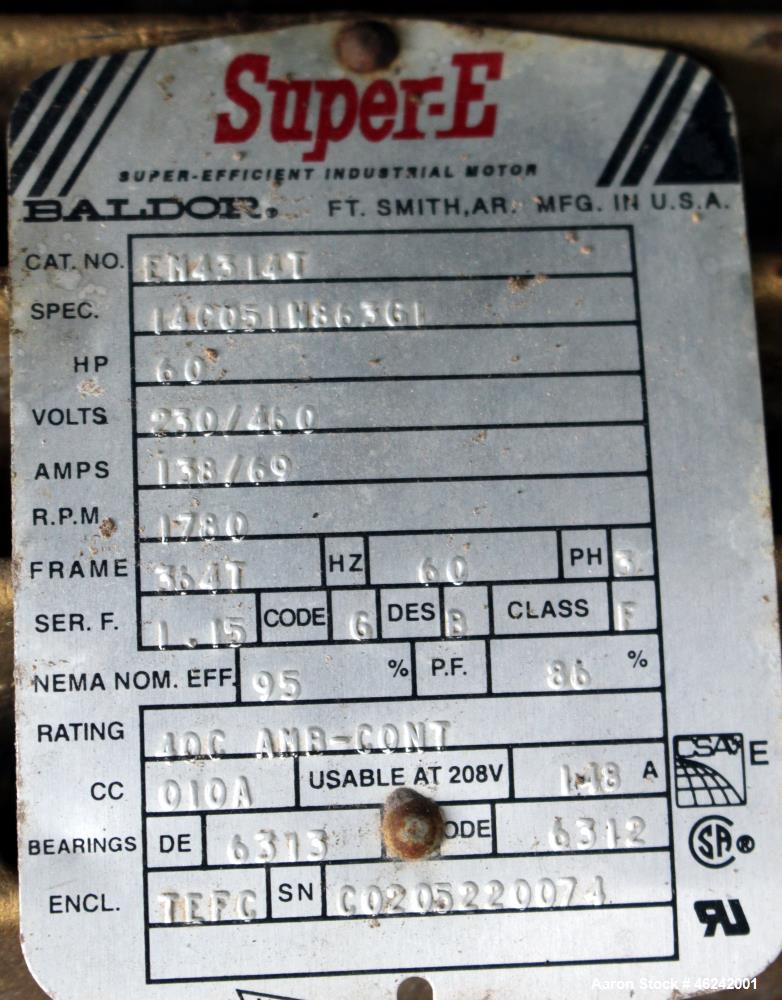 Super-E
SUPER-EFFICIENT INDUSTRIAL MOTOR
BALDOR. FT. SMITH, AR. MFG. IN U.S.A.
CAT. NO. EM4314T
SPEC. 14C051M863G1
HP 60
VOLTS 230/460
AMPS 138/69
R.P.M. 1780
FRAME 364T HZ 60 PH 3
SER. F. 1.15 CODE G DES B CLASS F
NEMA NOM. EFF. 95 % P.F. 86 %
RATING 40C AMB-CONT
CC 010A USABLE AT 208V 148 A
BEARINGS DE 6313 ODE 6312
ENCL. TEFC SN C0205220074
CSA E
SA ®
Aaron Stock # 46242001